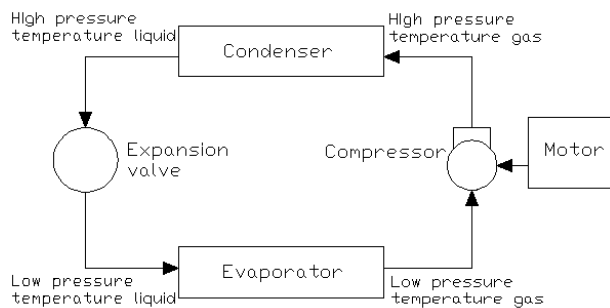 HIgh pressure
temperature liquid
HIgh pressure
temperature gas
Condenser
Expansion
valve
Compressor
Motor
Low pressure
temperature liquid
Evaporator
Low pressure
temperature gas